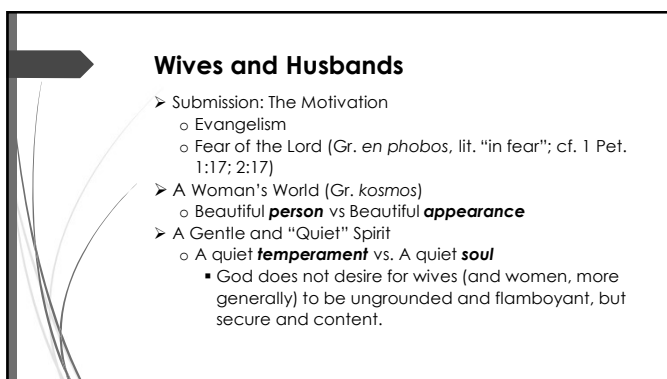 Wives and Husbands
➢ Submission: The Motivation
o Evangelism
o Fear of the Lord (Gr. en phobos, lit. “in fear”; cf. 1 Pet.
1:17; 2:17)
➢ A Woman’s World (Gr. kosmos)
o Beautiful person vs Beautiful appearance
➢ A Gentle and “Quiet” Spirit
o A quiet temperament vs. A quiet soul
▪ God does not desire for wives (and women, more
generally) to be ungrounded and flamboyant, but
secure and content.